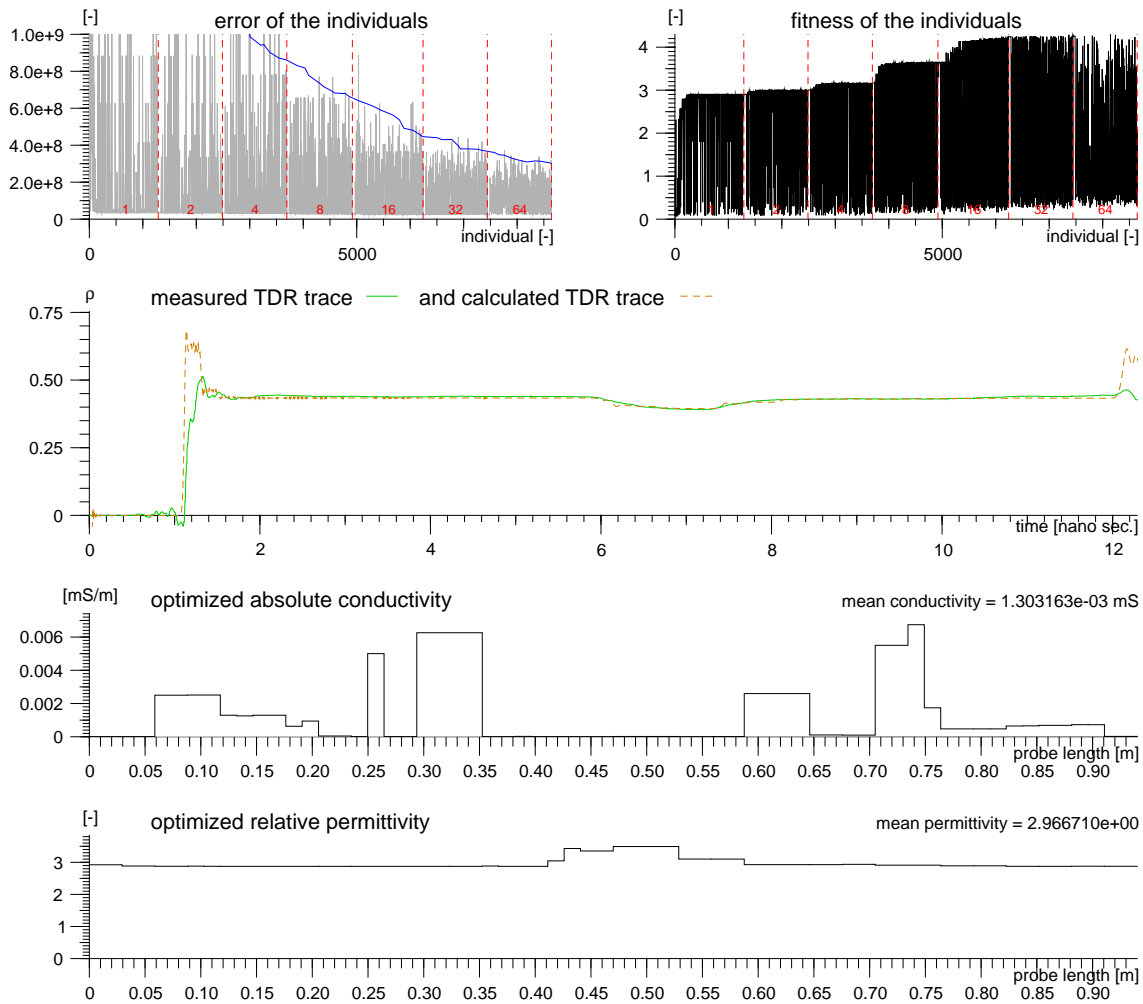 error of the individuals
[-]
1.0e+9
8.0e+8
6.0e+8
4.0e+8
2.0e+8
0
1 2 4 8 16 32 64
individual [-]
0 5000
fitness of the individuals
[-]
4
3
2
1
0
1 2 4 8 16 32 64
individual [-]
0 5000
measured TDR trace and calculated TDR trace
ρ
0.75
0.50
0.25
0
time [nano sec.]
0 2 4 6 8 10 12
[mS/m]
optimized absolute conductivity
mean conductivity = 1.303163e-03 mS
0.006
0.004
0.002
0
probe length [m]
0 0.05 0.10 0.15 0.20 0.25 0.30 0.35 0.40 0.45 0.50 0.55 0.60 0.65 0.70 0.75 0.80 0.85 0.90
[-]
optimized relative permittivity
mean permittivity = 2.966710e+00
3
2
1
0
probe length [m]
0 0.05 0.10 0.15 0.20 0.25 0.30 0.35 0.40 0.45 0.50 0.55 0.60 0.65 0.70 0.75 0.80 0.85 0.90